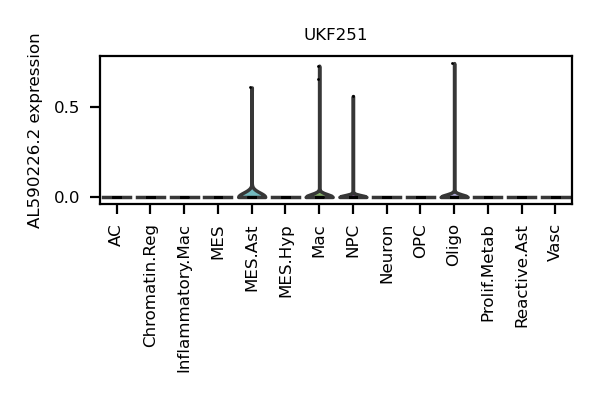 UKF251
AL590226.2 expression
0.5
0.0
AC
Chromatin.Reg
Inflammatory.Mac
MES
MES.Ast
MES.Hyp
Mac
NPC
Neuron
OPC
Oligo
Prolif.Metab
Reactive.Ast
Vasc